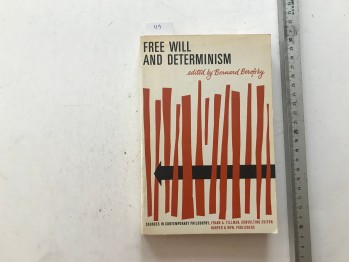 FREE WILL
AND DETERMINISM
edited by Bernard Berofsky
SOURCES IN CONTEMPORARY PHILOSOPHY, FRANK A. TILLMAN, CONSULTING EDITOR
HARPER & ROW, PUBLISHERS